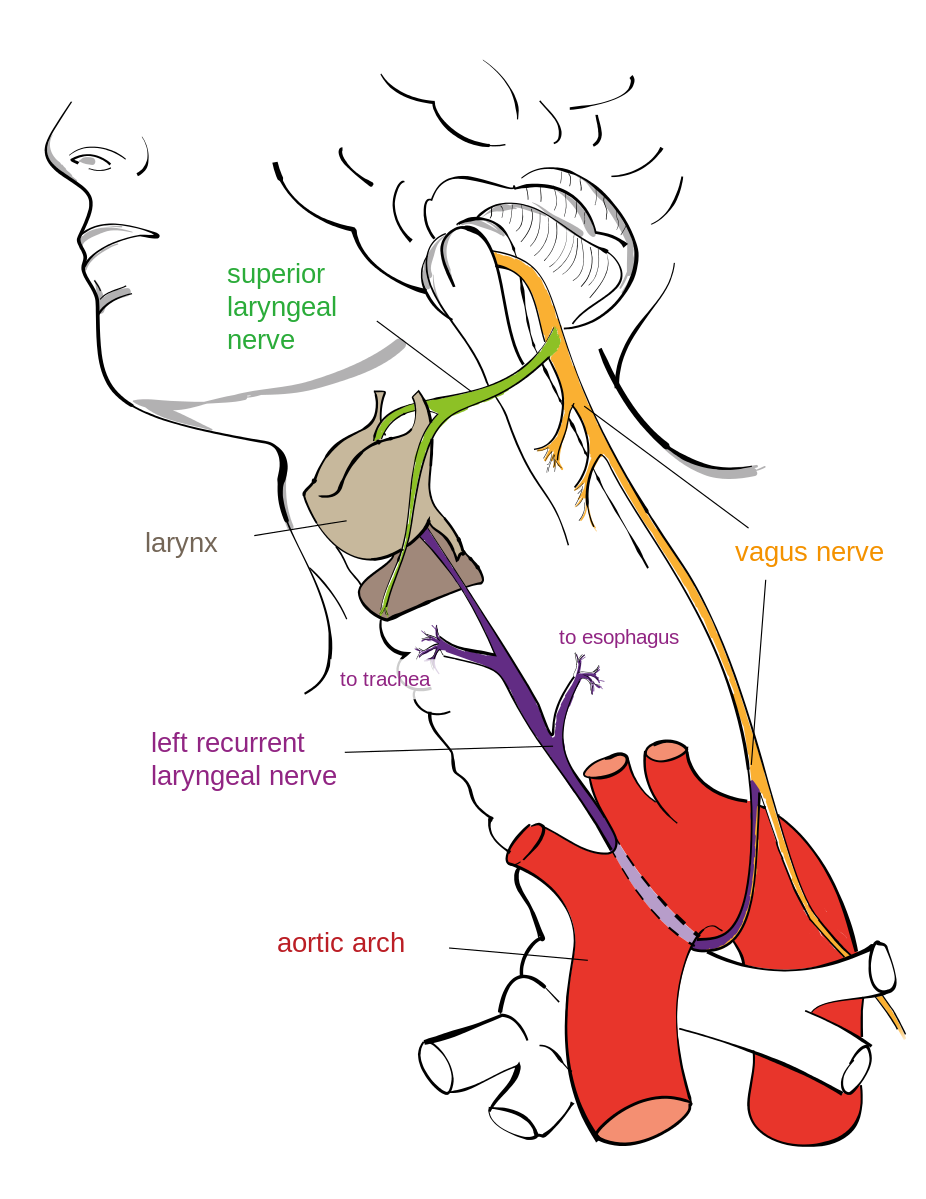 superior
laryngeal
nerve
larynx
vagus nerve
to esophagus
to trachea
left recurrent
laryngeal nerve
aortic arch